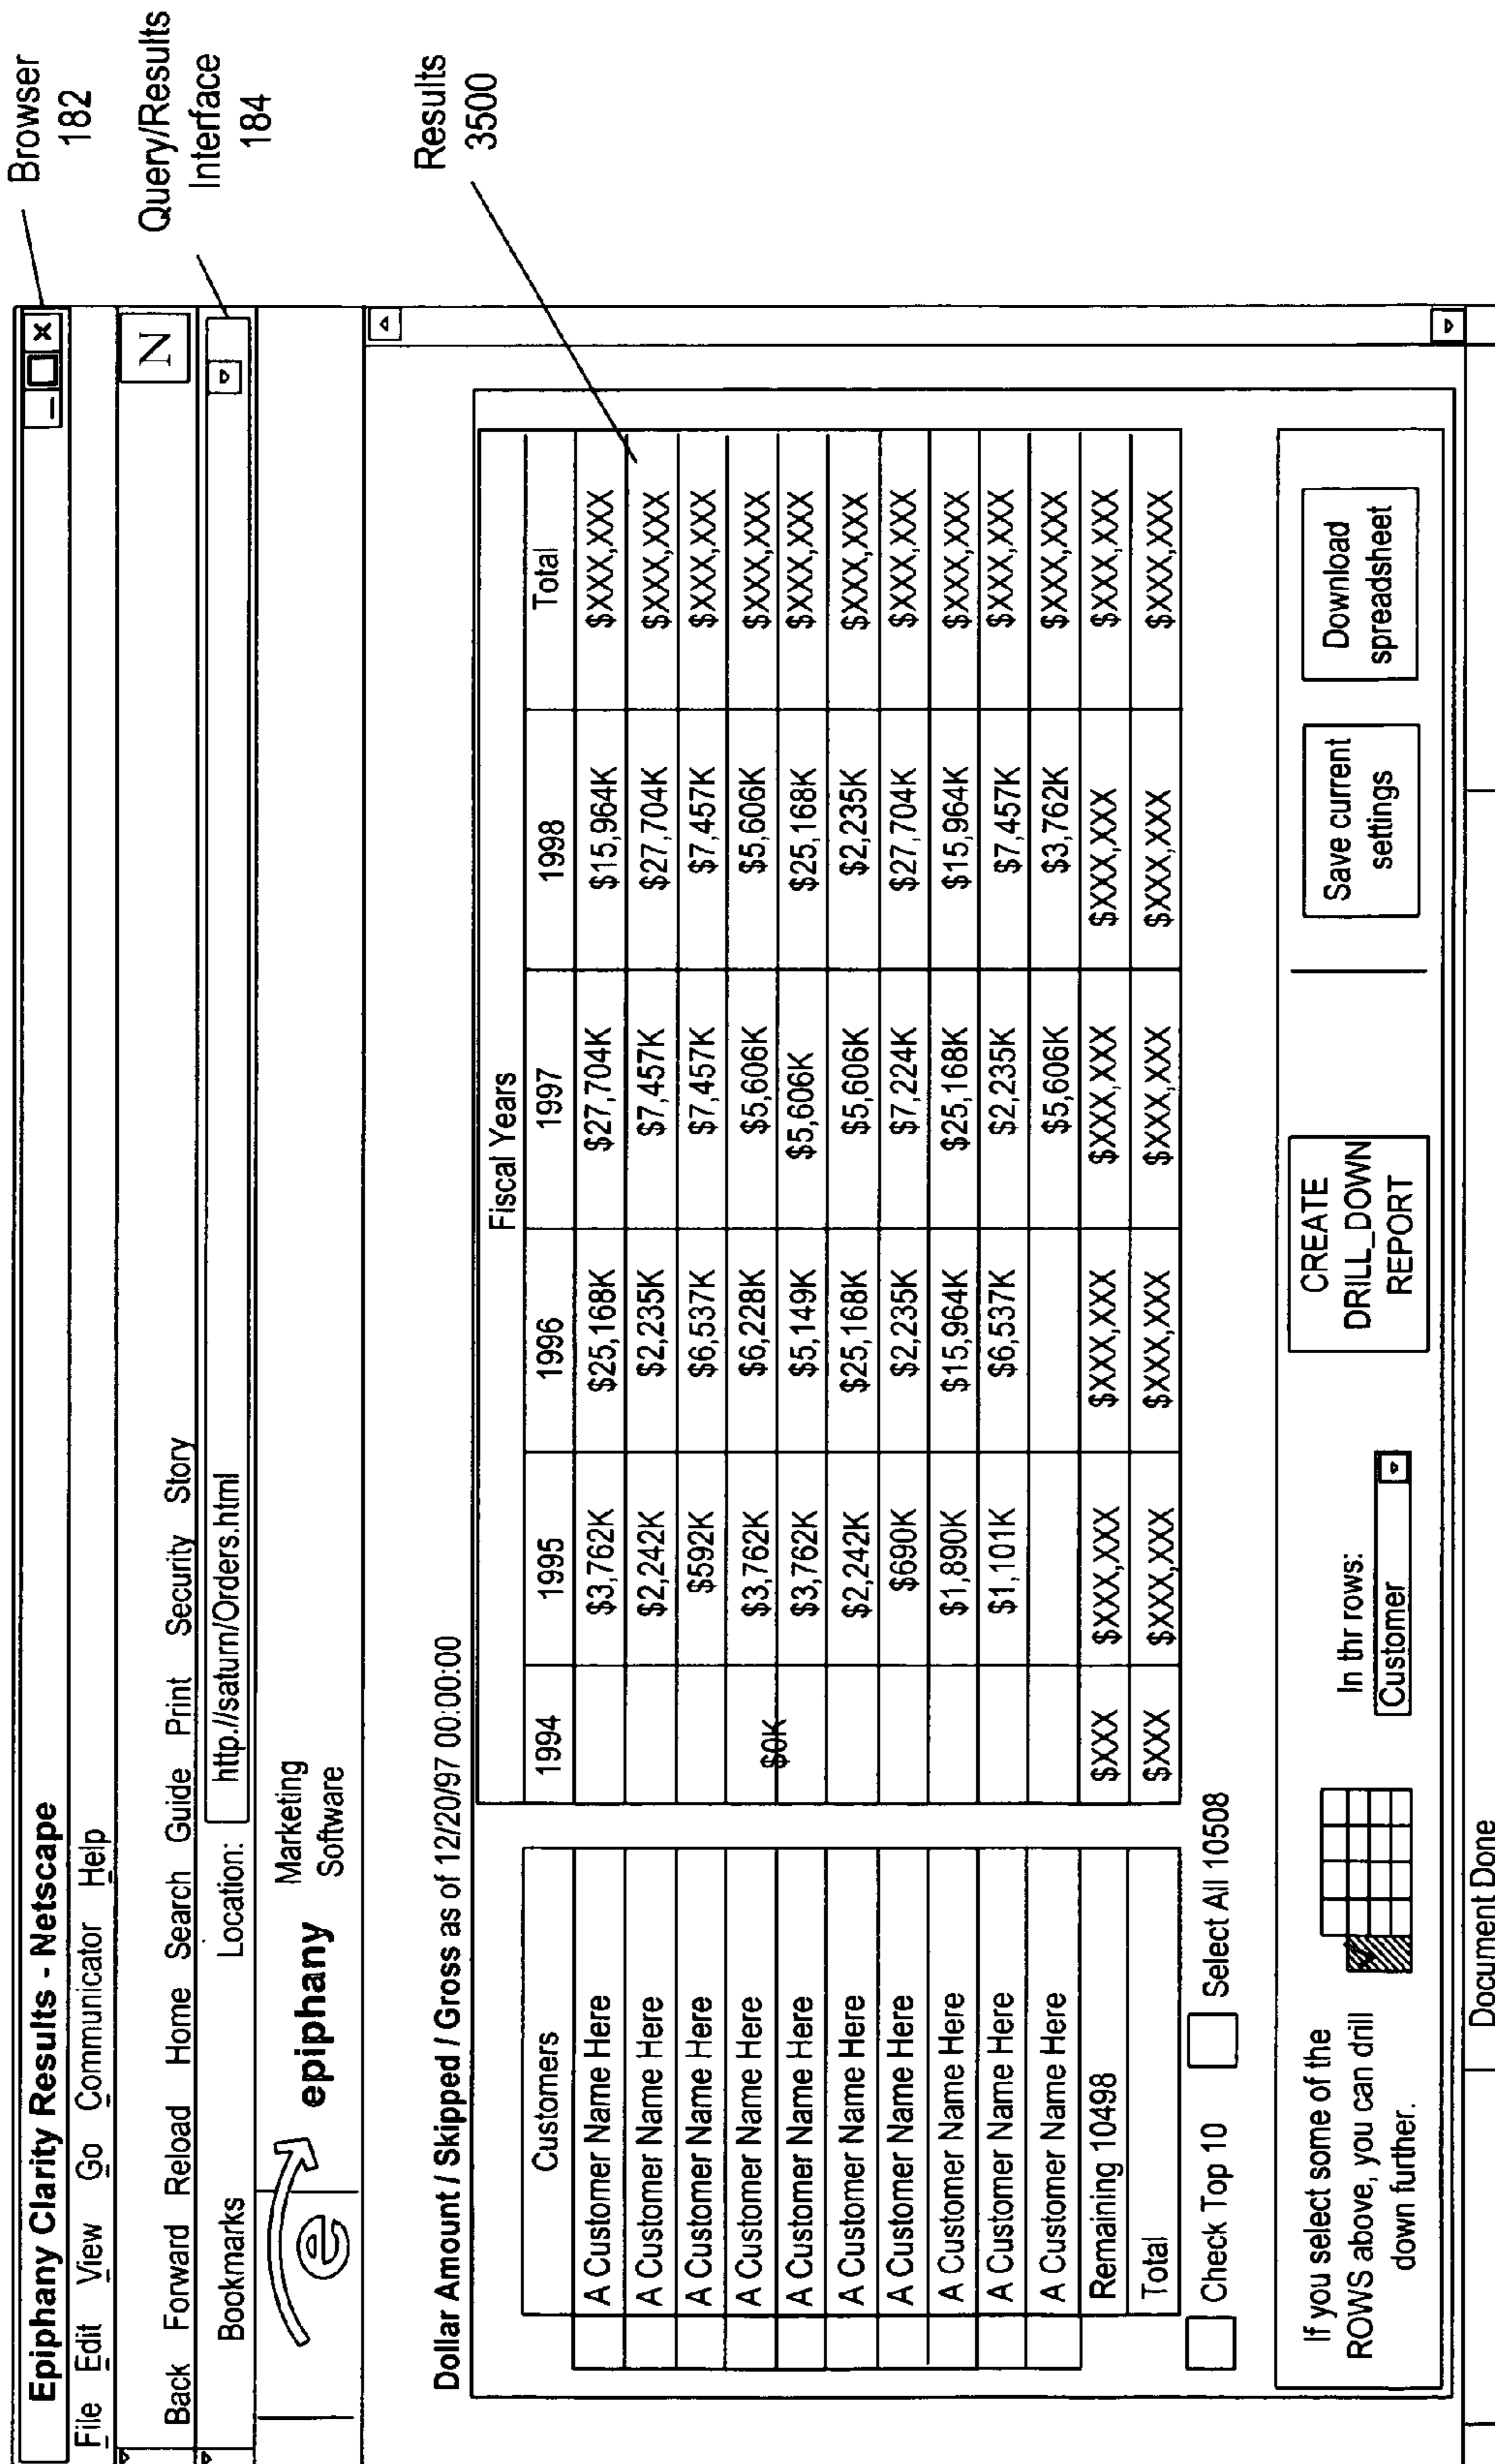 Browser
182
Query/Results
Interface
184
Results
3500
Epiphany Clarity Results - Netscape
File Edit View Go Communicator Help
Back Forward Reload Home Search Guide Print Security Story
N
Bookmarks Location: http.//saturn/Orders.html
e epiphany Marketing
Software
Dollar Amount / Skipped / Gross as of 12/20/97 00:00:00
Fiscal Years
Customers 1994 1995 1996 1997 1998 Total
A Customer Name Here $3,762K $25,168K $27,704K $15,964K $XXX,XXX
A Customer Name Here $2,242K $2,235K $7,457K $27,704K $XXX,XXX
A Customer Name Here $592K $6,537K $7,457K $7,457K $XXX,XXX
A Customer Name Here $0K $3,762K $6,228K $5,606K $5,606K $XXX,XXX
A Customer Name Here $3,762K $5,149K $5,606K $25,168K $XXX,XXX
A Customer Name Here $2,242K $25,168K $5,606K $2,235K $XXX,XXX
A Customer Name Here $690K $2,235K $7,224K $27,704K $XXX,XXX
A Customer Name Here $1,890K $15,964K $25,168K $15,964K $XXX,XXX
A Customer Name Here $1,101K $6,537K $2,235K $7,457K $XXX,XXX
A Customer Name Here $5,606K $3,762K $XXX,XXX
Remaining 10498 $XXX $XXX,XXX $XXX,XXX $XXX,XXX $XXX,XXX $XXX,XXX
Total $XXX $XXX,XXX $XXX,XXX $XXX,XXX $XXX,XXX $XXX,XXX
Check Top 10 Select All 10508
If you select some of the
ROWS above, you can drill
down further.
In thr rows:
Customer
CREATE
DRILL_DOWN
REPORT
Save current
settings
Download
spreadsheet
Document Done